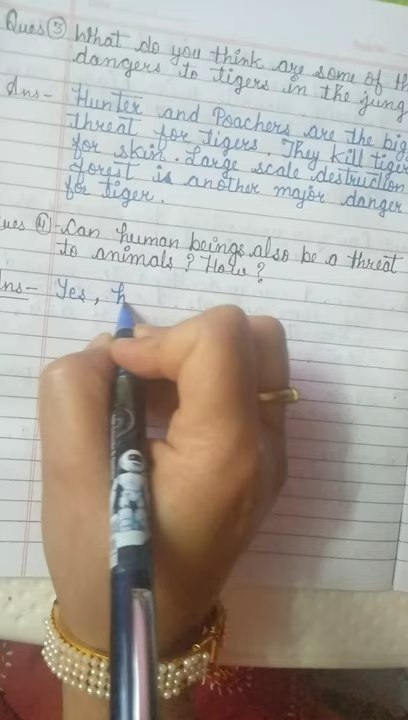 Ques ③ What do you think are some of th
dangers to tigers in the jung
Ans - Hunter and Poachers are the big
threat for tigers. They kill tiger
for skin. Large scale destruction
forest is another major danger
for tiger.
ues ④ - Can human beings also be a threat
to animals ? How ?
Ans - Yes, h